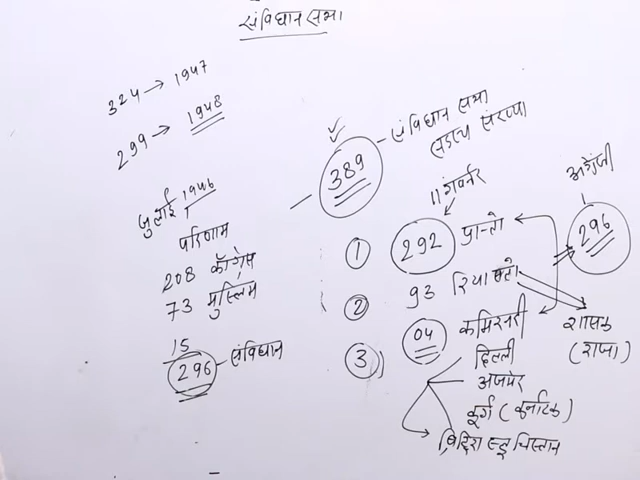 संविधान सभा
324 → 1947
299 → 1948
389 - संविधान सभा
सदस्य संख्या
जुलाई 1946
परिणाम
208 काँग्रेस
73 मुस्लिम
15
296 - संविधान
11 गवर्नर
1 292 प्रान्तो
2 93 रियासतो
3 04 कमिश्नरी
दिल्ली
अजमेर
कूर्ग (कर्नाटक)
ब्रिटिश बलूचिस्तान
अंग्रेजी
296
शासक
(राजा)